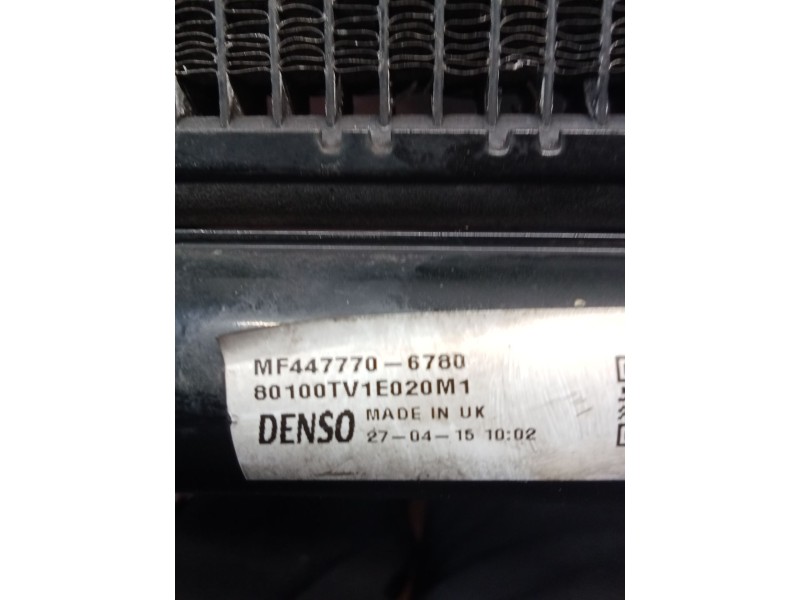 MF447770-6780
80100TV1E020M1
DENSO MADE IN UK
27-04-15 10:02